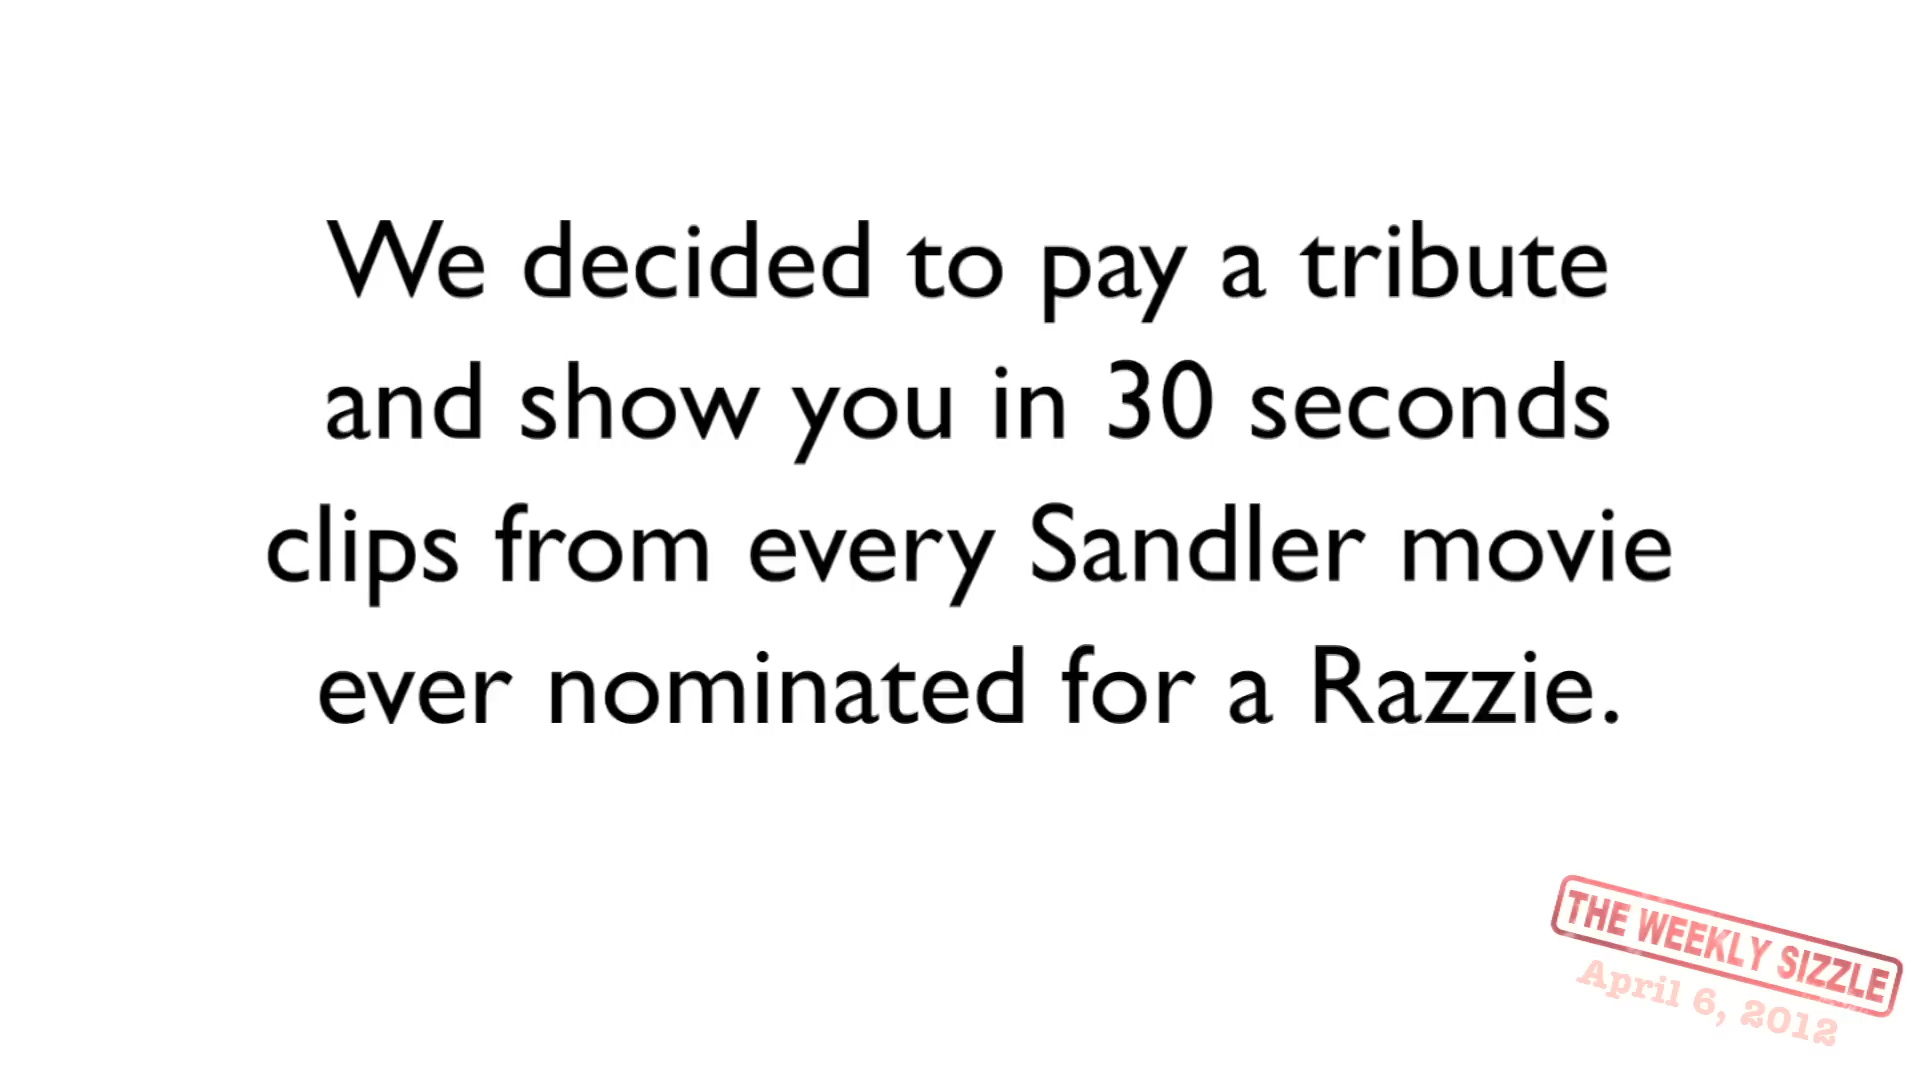 We decided to pay a tribute
and show you in 30 seconds
clips from every Sandler movie
ever nominated for a Razzie.
THE WEEKLY SIZZLE
April 6, 2012